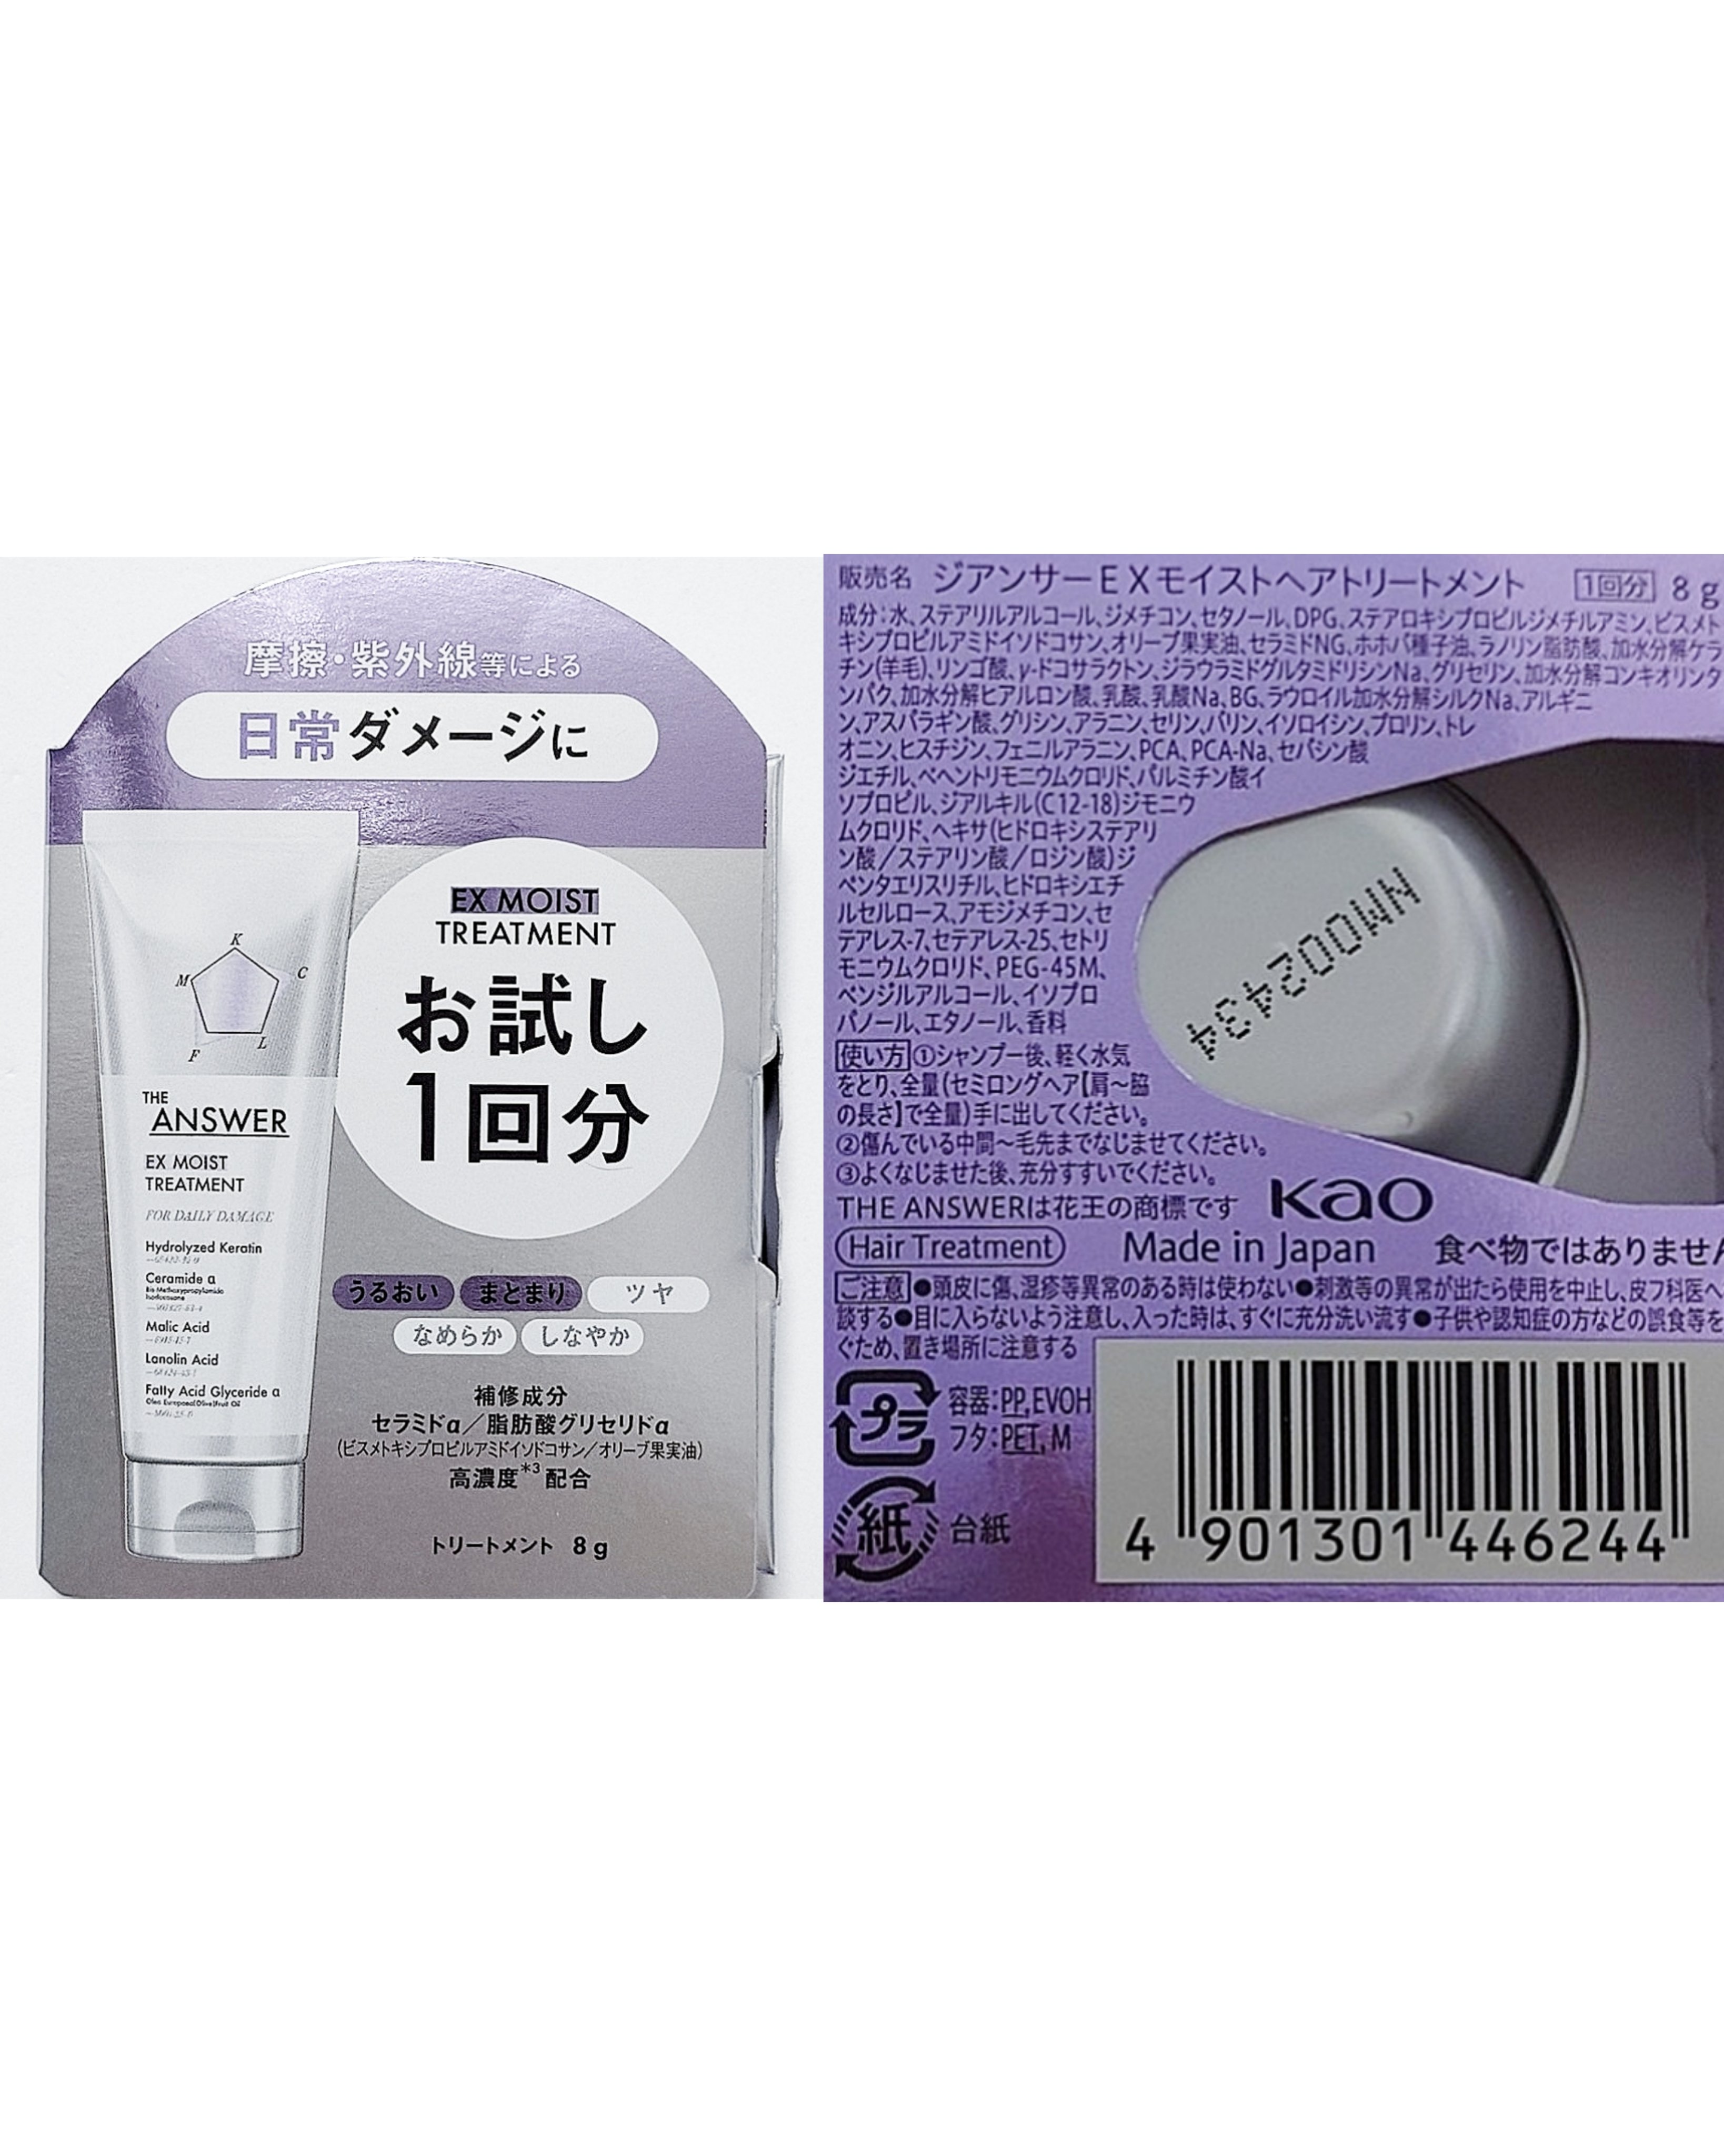 摩擦・紫外線等による
日常ダメージに
EX MOIST
TREATMENT
お試し
1回分
K
M
C
F
L
THE
ANSWER
EX MOIST
TREATMENT
FOR DAILY DAMAGE
Hydrolyzed Keratin
Ceramide α
Bis-Methoxypropylamido
Isodocosane
Malic Acid
Lanolin Acid
Fatty Acid Glyceride α
Olea Europaea(Olive)Fruit Oil
うるおい まとまり ツヤ
なめらか しなやか
補修成分
セラミドα/脂肪酸グリセリドα
(ビスメトキシプロピルアミドイソドコサン/オリーブ果実油)
高濃度*3配合
トリートメント 8g
販売名 ジアンサーEXモイストヘアトリートメント 1回分 8g
成分:水、ステアリルアルコール、ジメチコン、セタノール、DPG、ステアロキシプロピルジメチルアミン、ビスメト
キシプロピルアミドイソドコサン、オリーブ果実油、セラミドNG、ホホバ種子油、ラノリン脂肪酸、加水分解ケラ
チン(羊毛)、リンゴ酸、γ-ドコサラクトン、ジラウラミドグルタミドリシンNa、グリセリン、加水分解コンキオリンタ
ンパク、加水分解ヒアルロン酸、乳酸、乳酸Na、BG、ラウロイル加水分解シルクNa、アルギニ
ン、アスパラギン酸、グリシン、アラニン、セリン、バリン、イソロイシン、プロリン、トレ
オニン、ヒスチジン、フェニルアラニン、PCA、PCA-Na、セバシン酸
ジエチル、ベヘントリモニウムクロリド、パルミチン酸イ
ソプロピル、ジアルキル(C12-18)ジモニウ
ムクロリド、ヘキサ(ヒドロキシステアリ
ン酸/ステアリン酸/ロジン酸)ジ
ペンタエリスリチル、ヒドロキシエチ
ルセルロース、アモジメチコン、セ
テアレス-7、セテアレス-25、セトリ
モニウムクロリド、PEG-45M、
ベンジルアルコール、イソプロ
パノール、エタノール、香料
使い方 ①シャンプー後、軽く水気
をとり、全量(セミロングヘア【肩～脇
の長さ】で全量)手に出してください。
②傷んでいる中間～毛先までなじませてください。
③よくなじませた後、充分すすいでください。
THE ANSWERは花王の商標です Kao
Hair Treatment Made in Japan 食べ物ではありません
ご注意 ●頭皮に傷、湿疹等異常のある時は使わない●刺激等の異常が出たら使用を中止し、皮フ科医へ
談する●目に入らないよう注意し、入った時は、すぐに充分洗い流す●子供や認知症の方などの誤食等を
ぐため、置き場所に注意する
プラ 容器:PP,EVOH
フタ:PET,M
紙 台紙
4 901301 446244